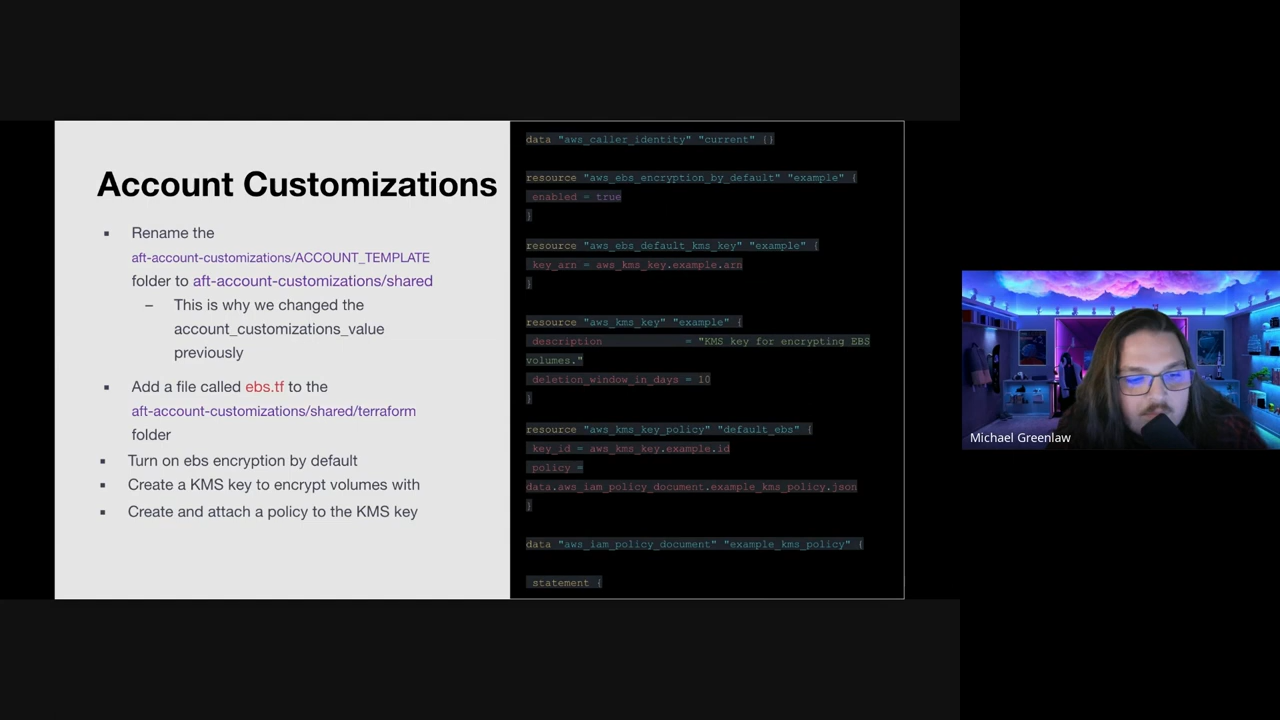 Account Customizations
▪ Rename the
aft-account-customizations/ACCOUNT_TEMPLATE
folder to aft-account-customizations/shared
– This is why we changed the
account_customizations_value
previously
▪ Add a file called ebs.tf to the
aft-account-customizations/shared/terraform
folder
▪ Turn on ebs encryption by default
▪ Create a KMS key to encrypt volumes with
▪ Create and attach a policy to the KMS key
data "aws_caller_identity" "current" {}
resource "aws_ebs_encryption_by_default" "example" {
enabled = true
}
resource "aws_ebs_default_kms_key" "example" {
key_arn = aws_kms_key.example.arn
}
resource "aws_kms_key" "example" {
description = "KMS key for encrypting EBS
volumes."
deletion_window_in_days = 10
}
resource "aws_kms_key_policy" "default_ebs" {
key_id = aws_kms_key.example.id
policy =
data.aws_iam_policy_document.example_kms_policy.json
}
data "aws_iam_policy_document" "example_kms_policy" {
statement {
Michael Greenlaw